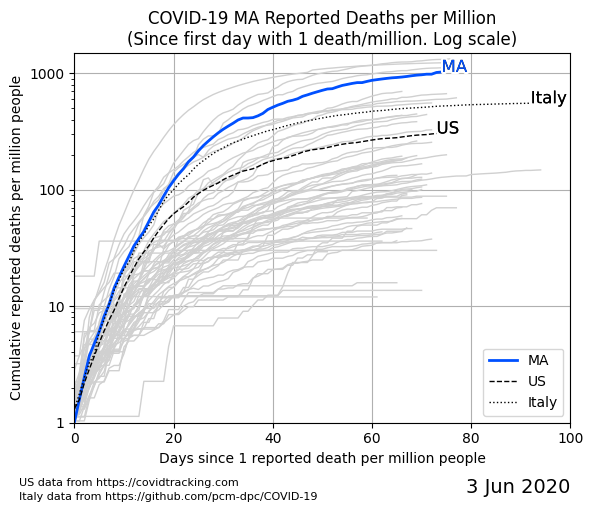 COVID-19 MA Reported Deaths per Million
(Since first day with 1 death/million. Log scale)
Cumulative reported deaths per million people
1000
100
10
1
MA
Italy
US
MA
US
Italy
0
20
40
60
80
100
Days since 1 reported death per million people
US data from https://covidtracking.com
Italy data from https://github.com/pcm-dpc/COVID-19
3 Jun 2020